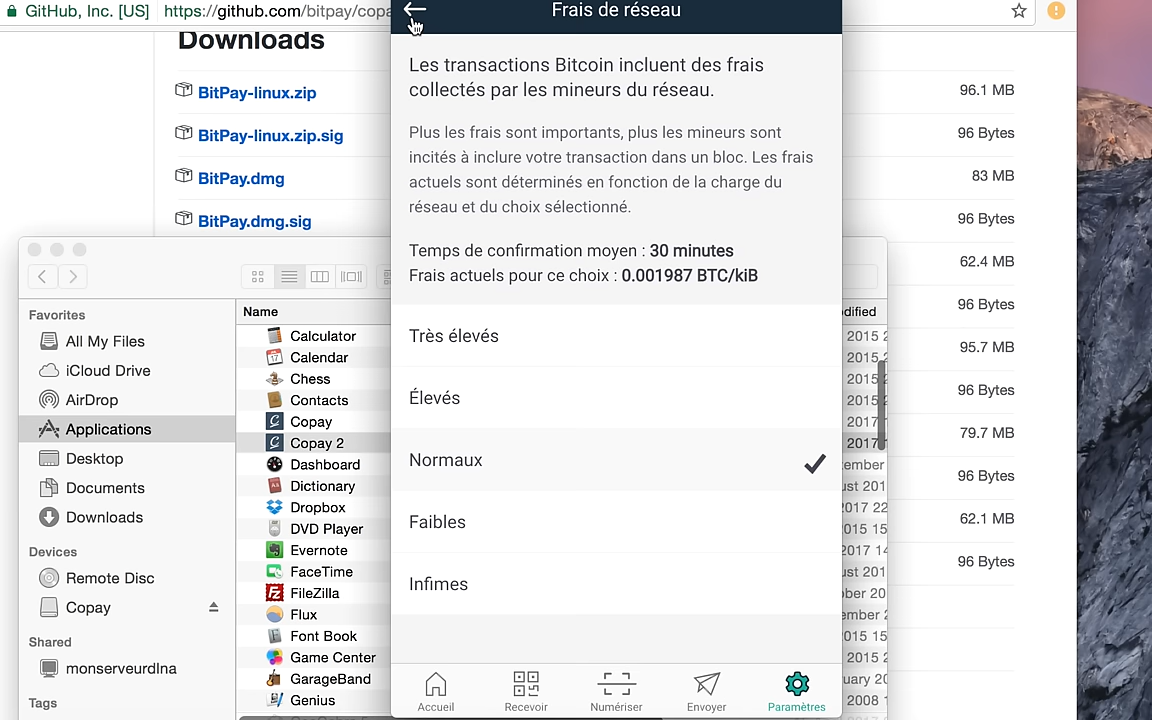 GitHub, Inc. [US]
https://github.com/bitpay/copa
Downloads
BitPay-linux.zip
96.1 MB
BitPay-linux.zip.sig
96 Bytes
BitPay.dmg
83 MB
BitPay.dmg.sig
96 Bytes
62.4 MB
96 Bytes
95.7 MB
96 Bytes
79.7 MB
96 Bytes
62.1 MB
96 Bytes
Frais de réseau
Les transactions Bitcoin incluent des frais
collectés par les mineurs du réseau.
Plus les frais sont importants, plus les mineurs sont
incités à inclure votre transaction dans un bloc. Les frais
actuels sont déterminés en fonction de la charge du
réseau et du choix sélectionné.
Temps de confirmation moyen : 30 minutes
Frais actuels pour ce choix : 0.001987 BTC/kiB
Très élevés
Élevés
Normaux
Faibles
Infimes
Accueil
Recevoir
Numériser
Envoyer
Paramètres
Favorites
All My Files
iCloud Drive
AirDrop
Applications
Desktop
Documents
Downloads
Devices
Remote Disc
Copay
Shared
monserveurdlna
Tags
Name
Calculator
Calendar
Chess
Contacts
Copay
Copay 2
Dashboard
Dictionary
Dropbox
DVD Player
Evernote
FaceTime
FileZilla
Flux
Font Book
Game Center
GarageBand
Genius